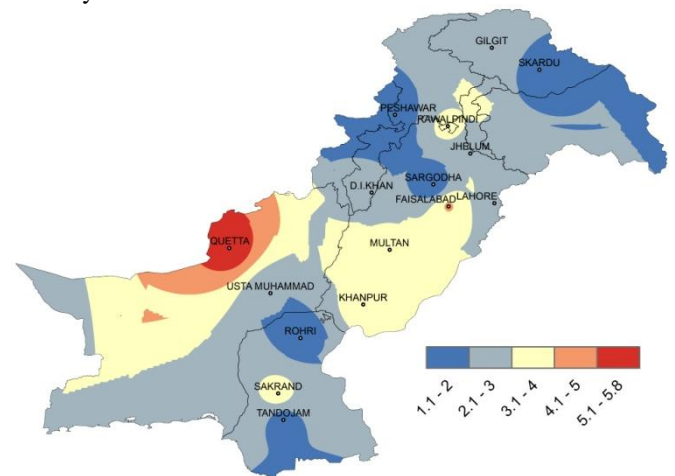 GILGIT
SKARDU
PESHAWAR
RAWALPINDI
JHELUM
SARGODHA
D.I.KHAN
FAISALABAD
LAHORE
QUETTA
MULTAN
USTA MUHAMMAD
KHANPUR
ROHRI
SAKRAND
TANDOJAM
1.1 - 2
2.1 - 3
3.1 - 4
4.1 - 5
5.1 - 5.8